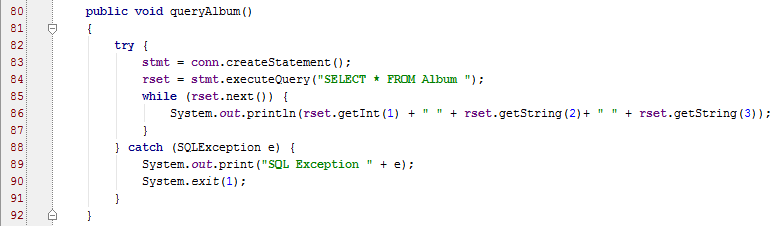 80 public void queryAlbum()
81 {
82 try {
83 stmt = conn.createStatement();
84 rset = stmt.executeQuery("SELECT * FROM Album ");
85 while (rset.next()) {
86 System.out.println(rset.getInt(1) + " " + rset.getString(2)+ " " + rset.getString(3));
87 }
88 } catch (SQLException e) {
89 System.out.print("SQL Exception " + e);
90 System.exit(1);
91 }
92 }